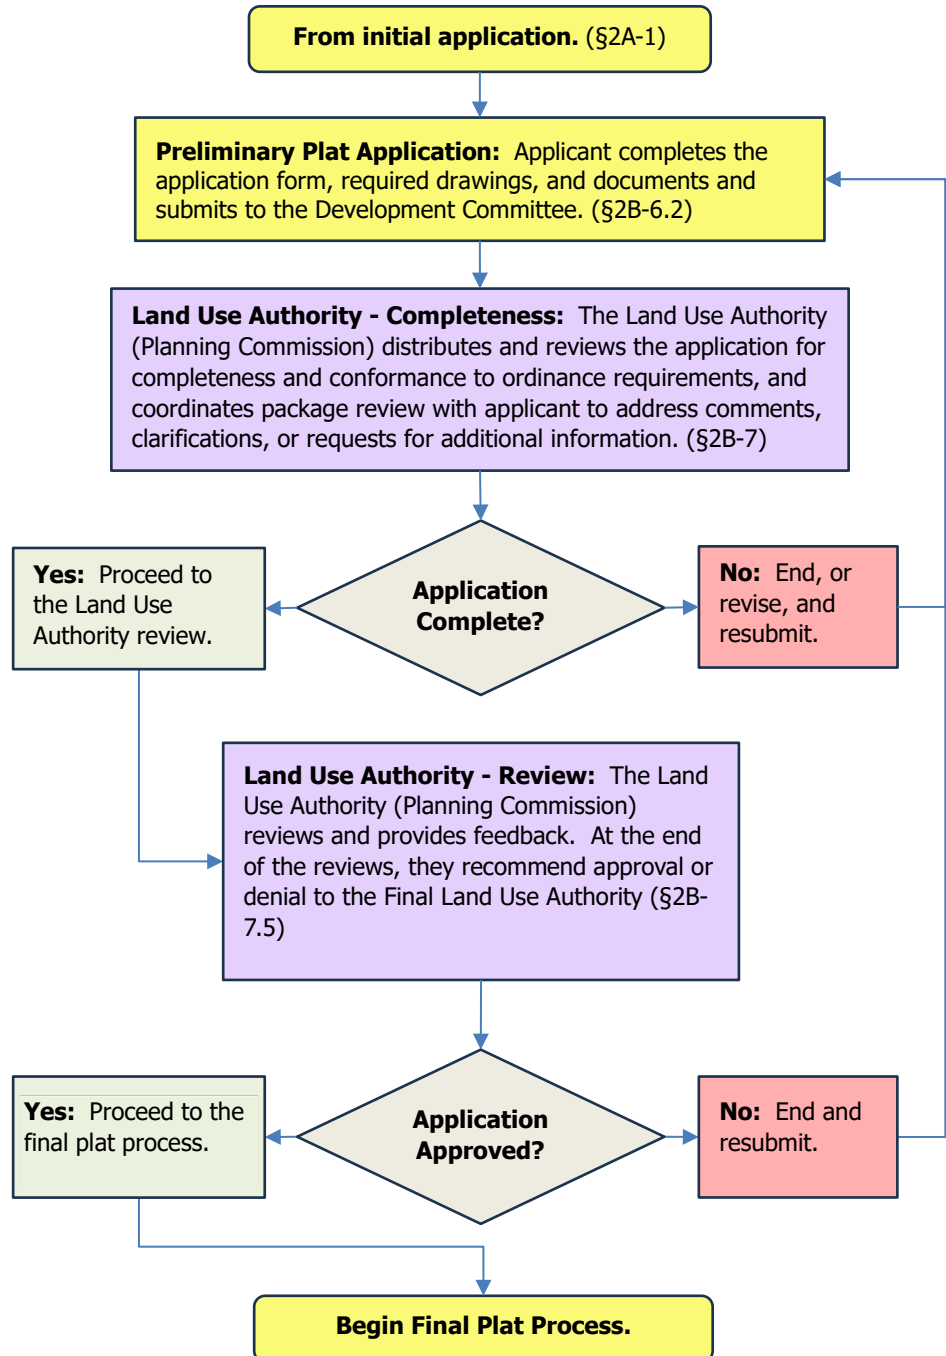 From initial application. (§2A-1)
Preliminary Plat Application:  Applicant completes the
application form, required drawings, and documents and
submits to the Development Committee. (§2B-6.2)
Land Use Authority - Completeness:  The Land Use Authority
(Planning Commission) distributes and reviews the application for
completeness and conformance to ordinance requirements, and
coordinates package review with applicant to address comments,
clarifications, or requests for additional information. (§2B-7)
Application
Complete?
Yes:  Proceed to
the Land Use
Authority review.
No:  End, or
revise, and
resubmit.
Land Use Authority - Review:  The Land
Use Authority (Planning Commission)
reviews and provides feedback.  At the end
of the reviews, they recommend approval or
denial to the Final Land Use Authority (§2B-
7.5)
Application
Approved?
Yes:  Proceed to the
final plat process.
No:  End and
resubmit.
Begin Final Plat Process.